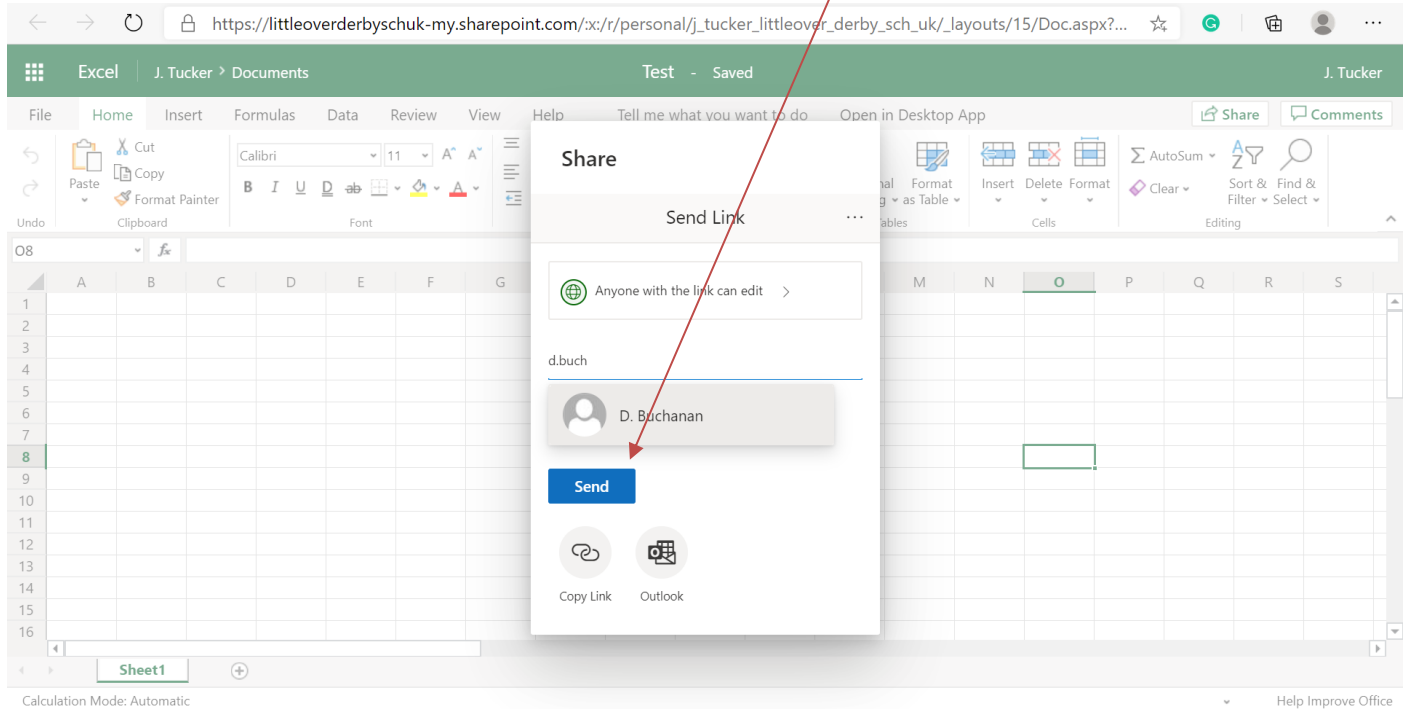 https://littleoverderbyschuk-my.sharepoint.com/:x:/r/personal/j_tucker_littleover_derby_sch_uk/_layouts/15/Doc.aspx?...
Excel J. Tucker > Documents Test - Saved J. Tucker
File Home Insert Formulas Data Review View Help Tell me what you want to do Open in Desktop App Share Comments
Cut
Calibri 11 A A
AutoSum
Copy
Paste
B I U D ab A
Format Insert Delete Format
as Table
Clear
Sort & Find &
Filter Select
Format Painter
Undo Clipboard Font Cells Editing
O8 fx
A B C D E F G M N O P Q R S
1
2
3
4
5
6
7
8
9
10
11
12
13
14
15
16
Share
Send Link ...
Anyone with the link can edit >
d.buch
D. Buchanan
Send
Copy Link Outlook
Sheet1
Calculation Mode: Automatic Help Improve Office